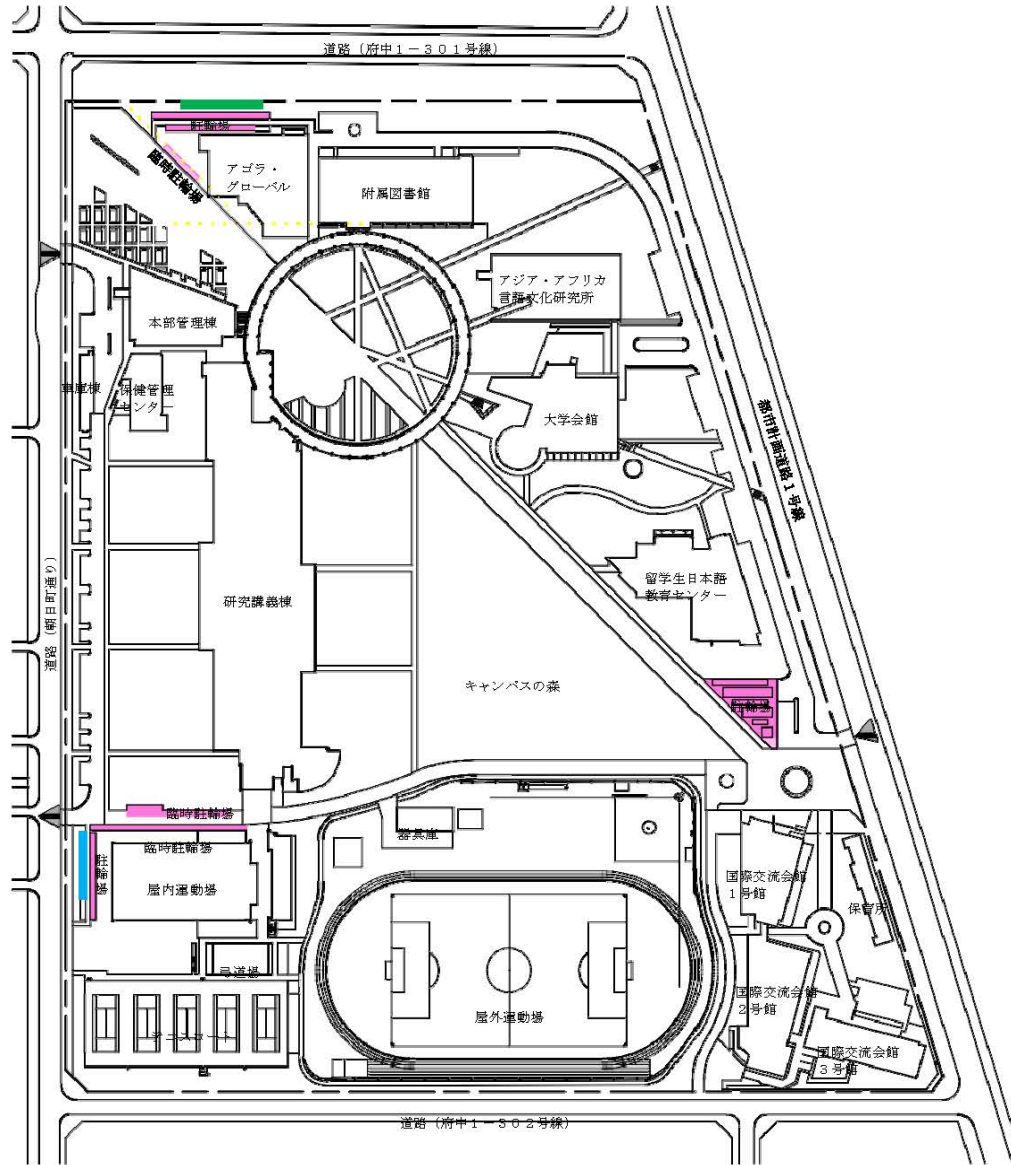 道路（府中１－３０１号線）
駐輪場
臨時駐輪場
アゴラ・
グローバル
附属図書館
アジア・アフリカ
言語文化研究所
本部管理棟
車庫棟
保健管理
センター
大学会館
都市計画道路１号線
道路（朝日町通り）
研究講義棟
留学生日本語
教育センター
キャンパスの森
駐輪場
臨時駐輪場
臨時駐輪場
駐輪場
屋内運動場
器具庫
国際交流会館
１号館
保育所
弓道場
国際交流会館
２号館
屋外運動場
テニスコート
国際交流会館
３号館
道路（府中１－３０２号線）